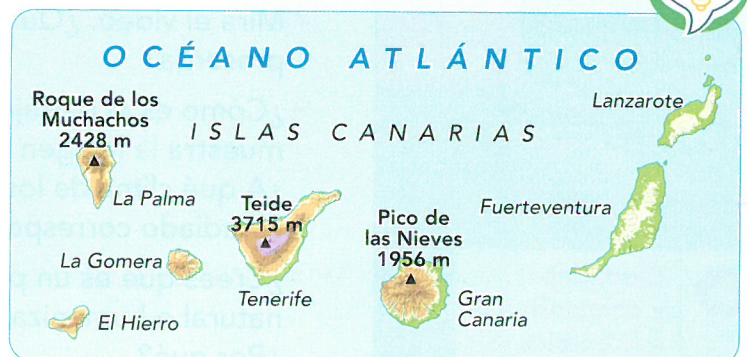 OCÉANO ATLÁNTICO
ISLAS CANARIAS
Roque de los
Muchachos
2428 m
La Palma
Lanzarote
Teide
3715 m
Tenerife
Pico de
las Nieves
1956 m
Fuerteventura
La Gomera
El Hierro
Gran
Canaria